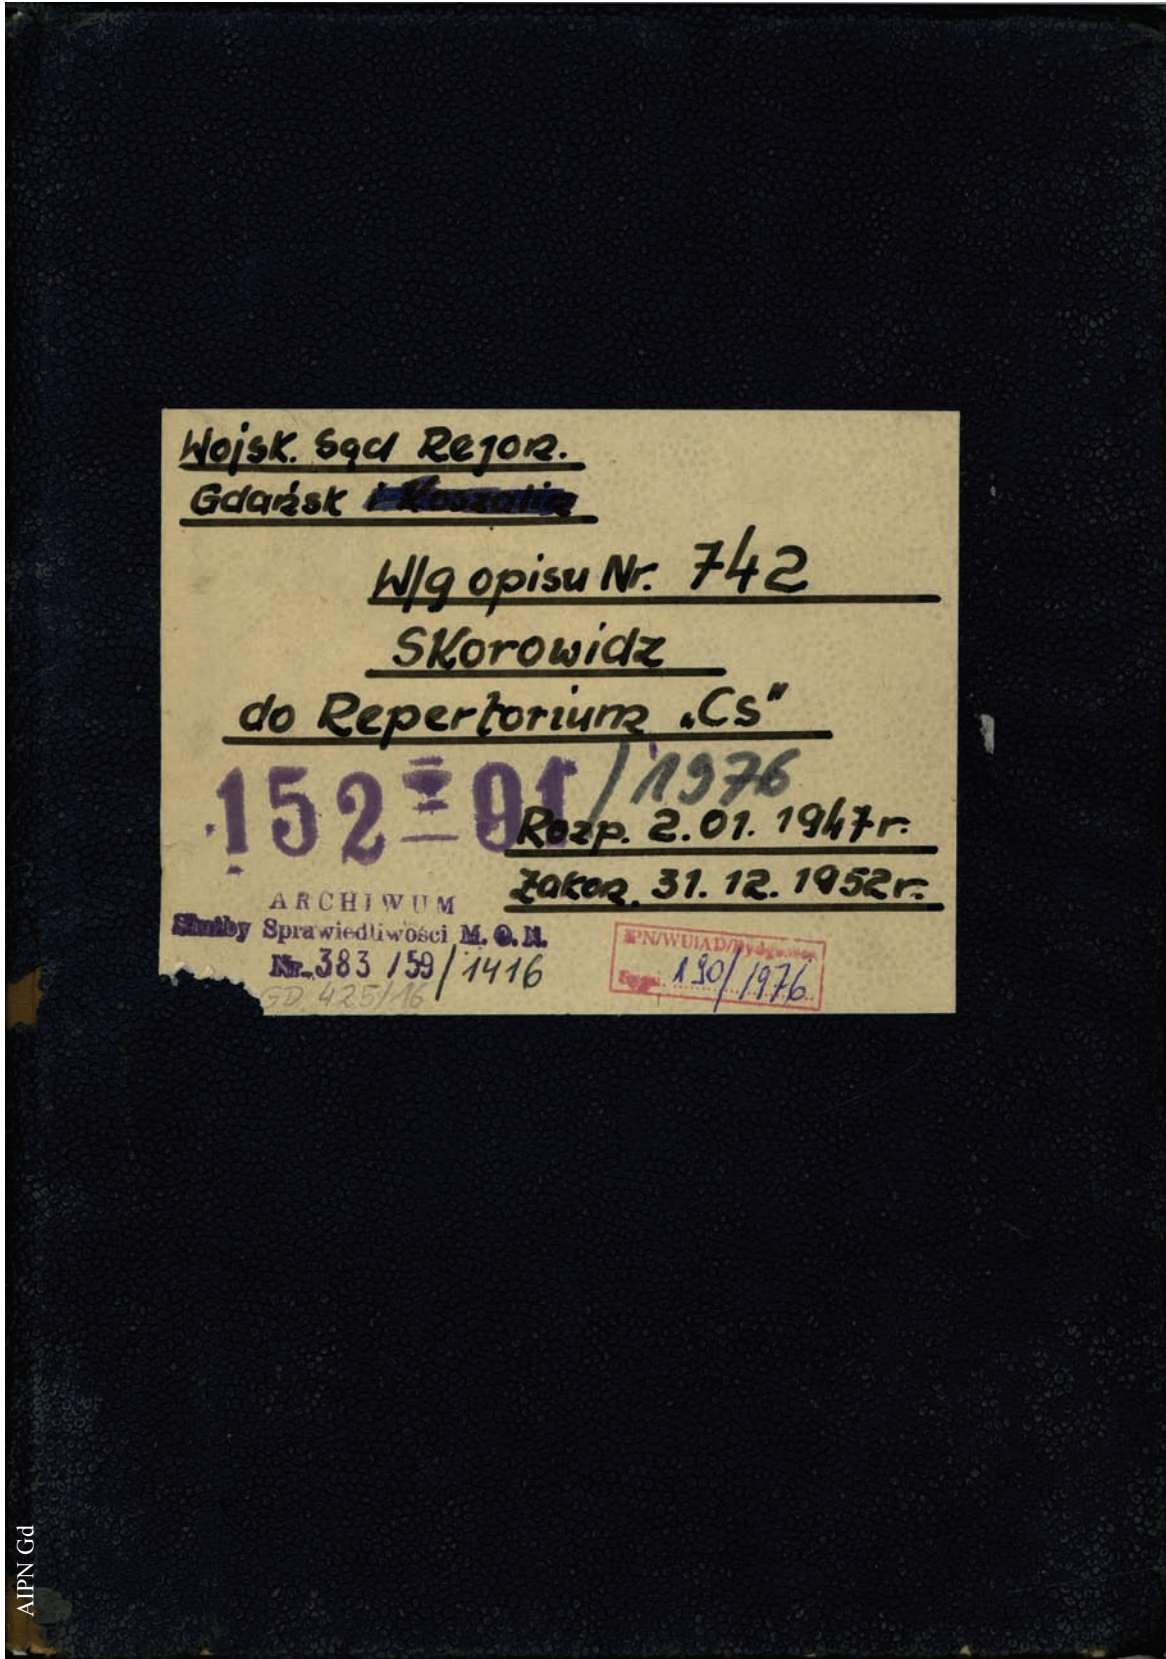 Wojsk. Sąd Rejon.
Gdańsk i Koszalin
W/g opisu Nr. 742
Skorowidz
do Repertorium „Cs"
152 91/1976
Rozp. 2.01.1947r.
Zakon. 31.12.1952r.
ARCHIWUM
Służby Sprawiedliwości M.O.N.
Nr. 383/59/1416
GD 425/16
IPN/WUiAD/Bydgoszcz
Sygn. 190/1976
AIPN Gd